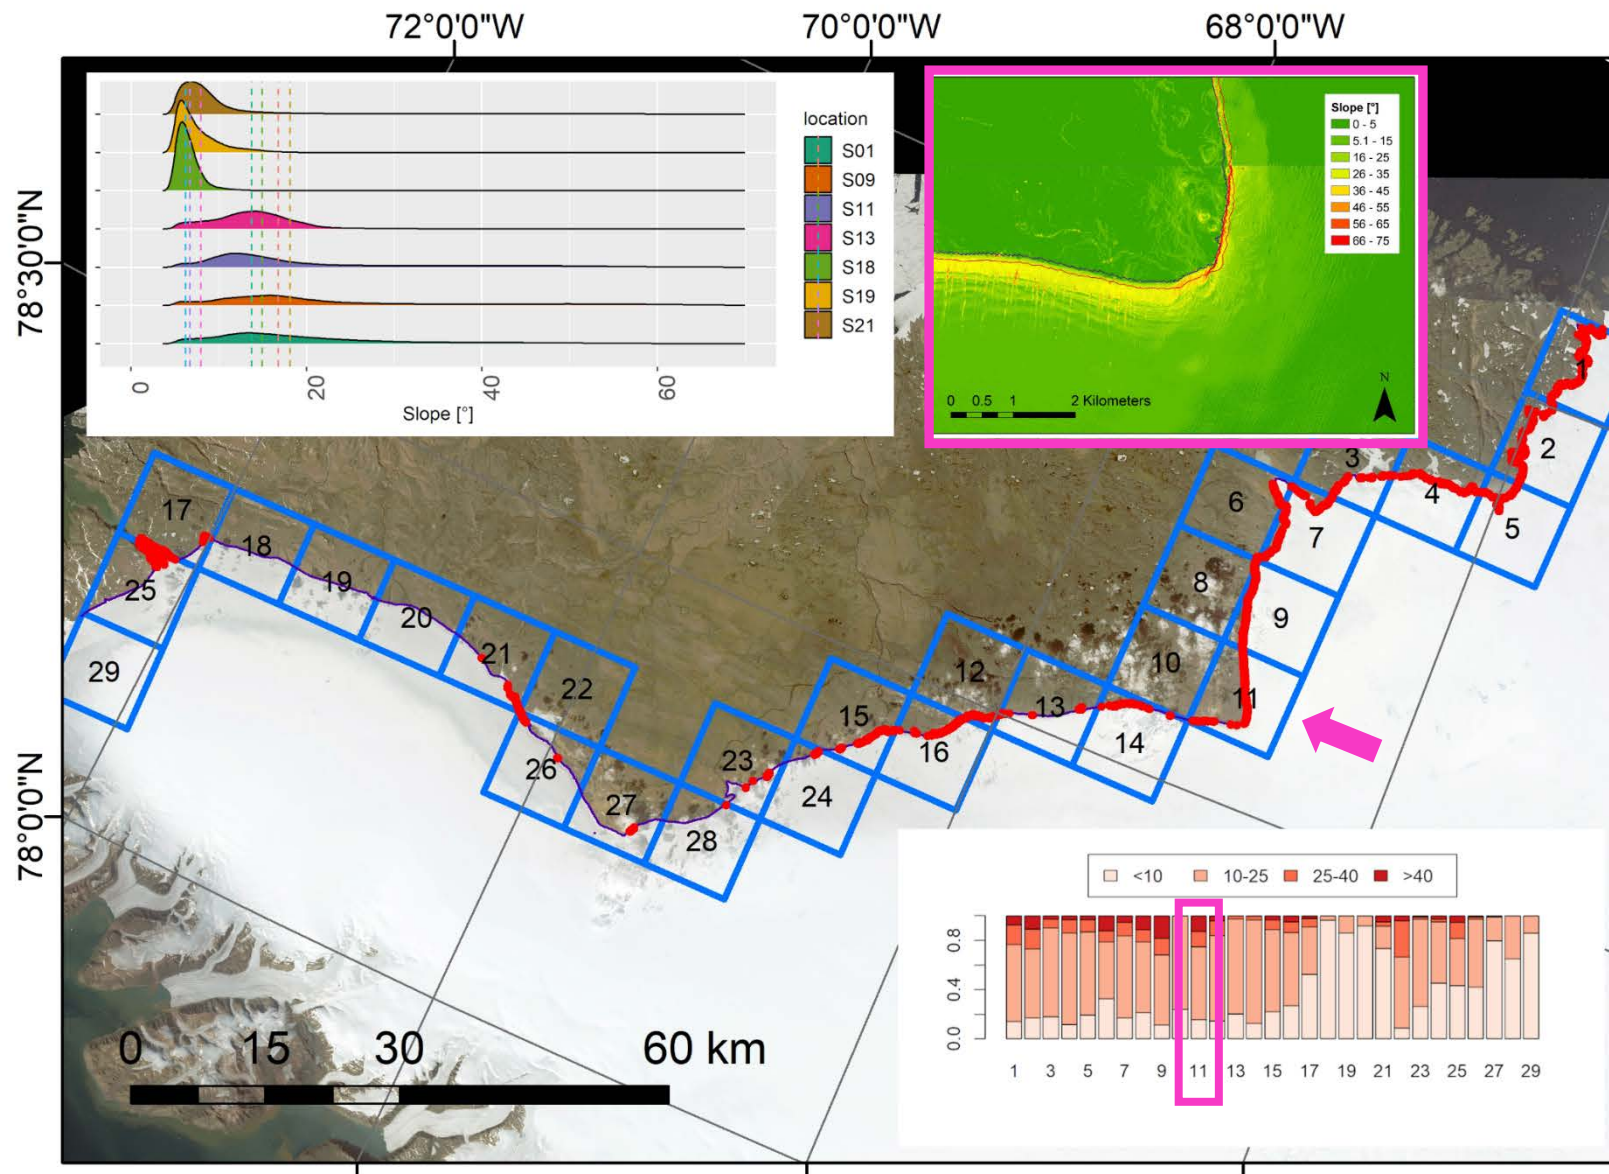 72°0'0"W
70°0'0"W
68°0'0"W
78°30'0"N
78°0'0"N
location
S01
S09
S11
S13
S18
S19
S21
0
20
40
60
Slope [°]
Slope [°]
0 - 5
5.1 - 15
16 - 25
26 - 35
36 - 45
46 - 55
56 - 65
66 - 75
N
0 0.5 1 2 Kilometers
1
2
3
4
5
6
7
8
9
10
11
12
13
14
15
16
17
18
19
20
21
22
23
24
25
26
27
28
29
0 15 30 60 km
<10 10-25 25-40 >40
0.8
0.4
0.0
1 3 5 7 9 11 13 15 17 19 21 23 25 27 29